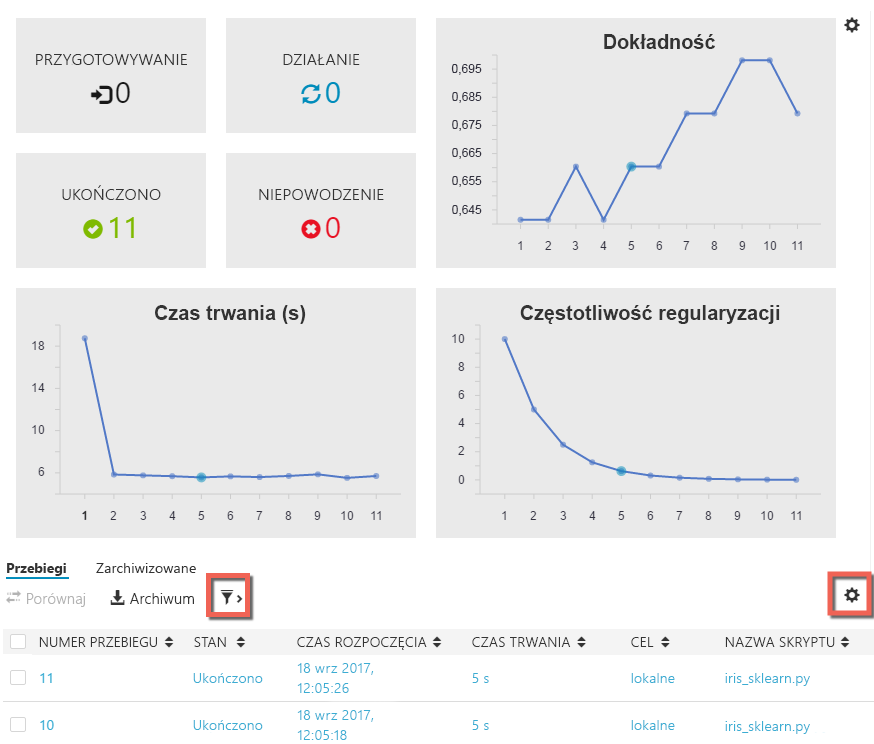 PRZYGOTOWYWANIE
0
DZIAŁANIE
0
UKOŃCZONO
11
NIEPOWODZENIE
0
Dokładność
0,695
0,685
0,675
0,665
0,655
0,645
1 2 3 4 5 6 7 8 9 10 11
Czas trwania (s)
18
14
10
6
1 2 3 4 5 6 7 8 9 10 11
Częstotliwość regularyzacji
10
8
6
4
2
0
1 2 3 4 5 6 7 8 9 10 11
Przebiegi Zarchiwizowane
Porównaj Archiwum
NUMER PRZEBIEGU STAN CZAS ROZPOCZĘCIA CZAS TRWANIA CEL NAZWA SKRYPTU
11 Ukończono 18 wrz 2017, 5 s lokalne iris_sklearn.py
12:05:26
10 Ukończono 18 wrz 2017, 5 s lokalne iris_sklearn.py
12:05:18